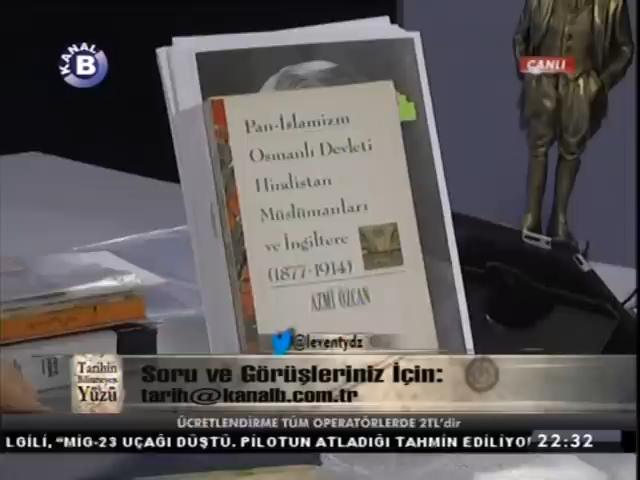 KANAL B
CANLI
Pan-İslamizm
Osmanlı Devleti
Hindistan
Müslümanları
ve İngiltere
(1877-1914)
AZMİ ÖZCAN
@leventydz
Tarihin
Bilinmeyen
Yüzü
Soru ve Görüşleriniz İçin:
tarih@kanalb.com.tr
ÜCRETLENDİRME TÜM OPERATÖRLERDE 2TL'dir
LGİLİ, "MİG-23 UÇAĞI DÜŞTÜ. PİLOTUN ATLADIĞI TAHMİN EDİLİYO
22:32